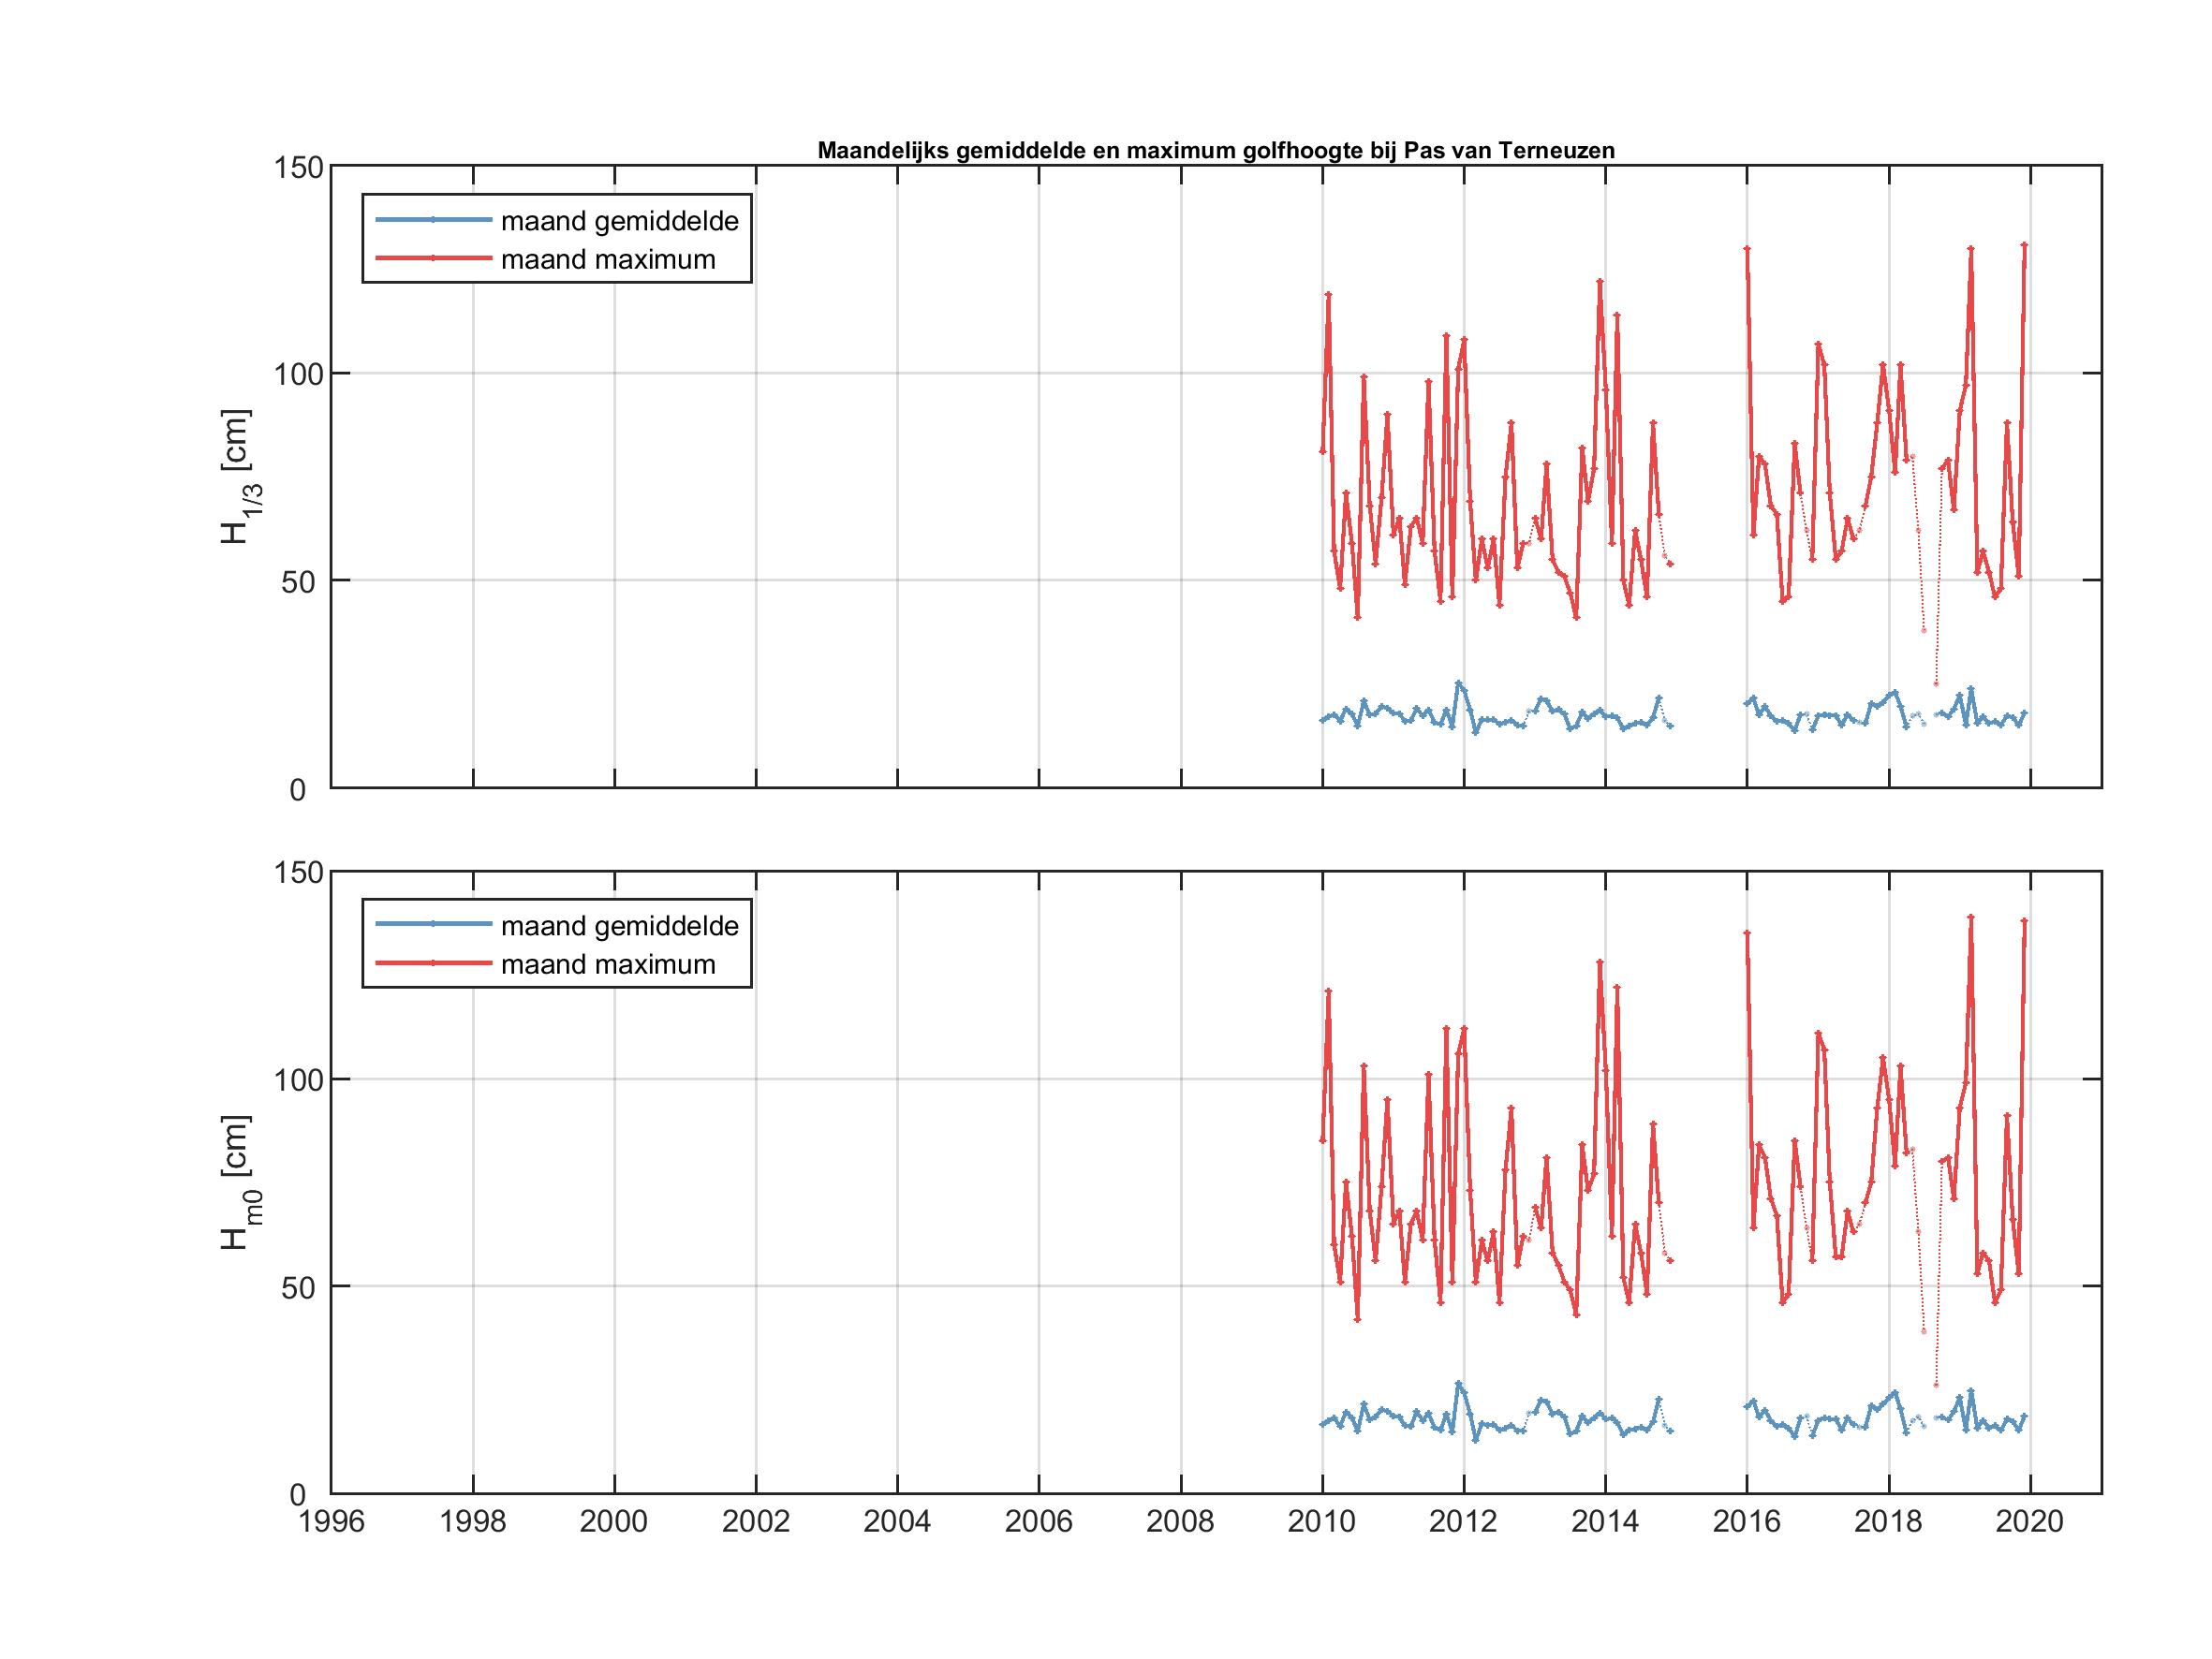 Maandelijks gemiddelde en maximum golfhoogte bij Pas van Terneuzen
150
100
50
0
H1/3 [cm]
maand gemiddelde
maand maximum
150
100
50
0
Hm0 [cm]
maand gemiddelde
maand maximum
1996 1998 2000 2002 2004 2006 2008 2010 2012 2014 2016 2018 2020